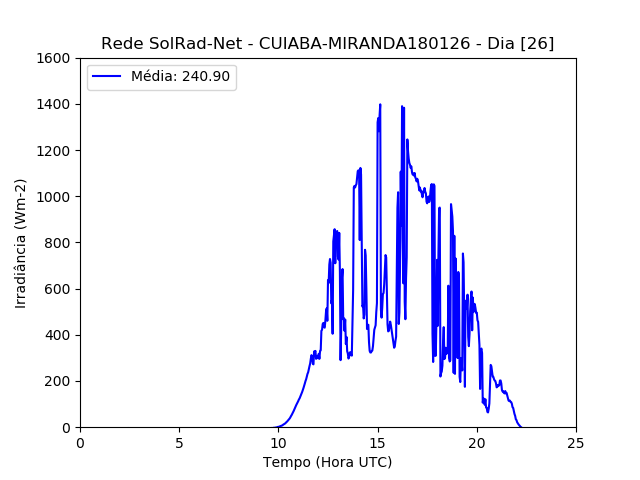 Rede SolRad-Net - CUIABA-MIRANDA180126 - Dia [26]
Média: 240.90
1600
1400
1200
1000
800
600
400
200
0
Irradiância (Wm-2)
0 5 10 15 20 25
Tempo (Hora UTC)